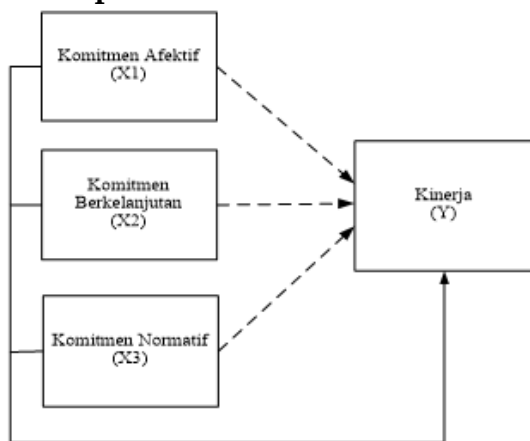 Komitmen Afektif
(X1)
Komitmen
Berkelanjutan
(X2)
Kinerja
(Y)
Komitmen Normatif
(X3)